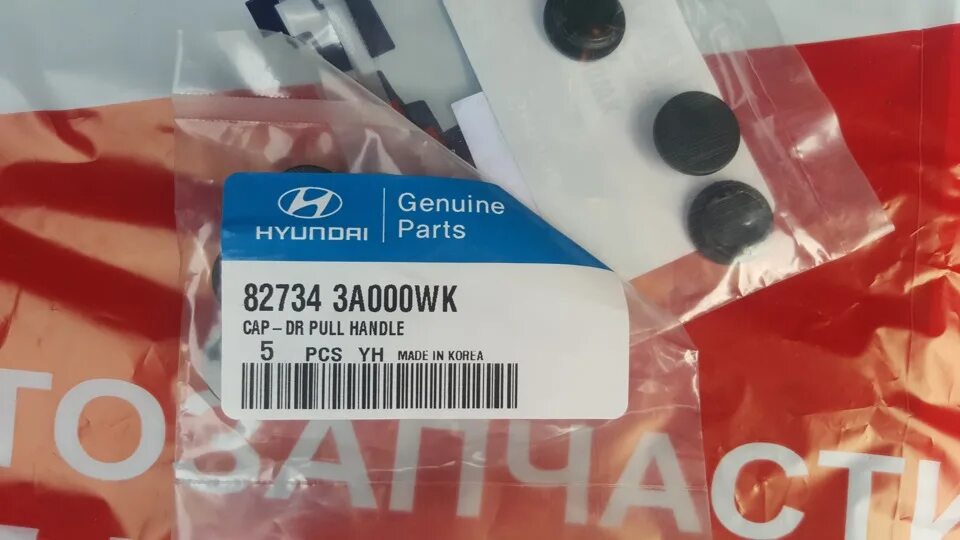 HYUNDAI
Genuine
Parts
82734 3A000WK
CAP-DR PULL HANDLE
5 PCS YH MADE IN KOREA
ТОЗАПЧАСТИ